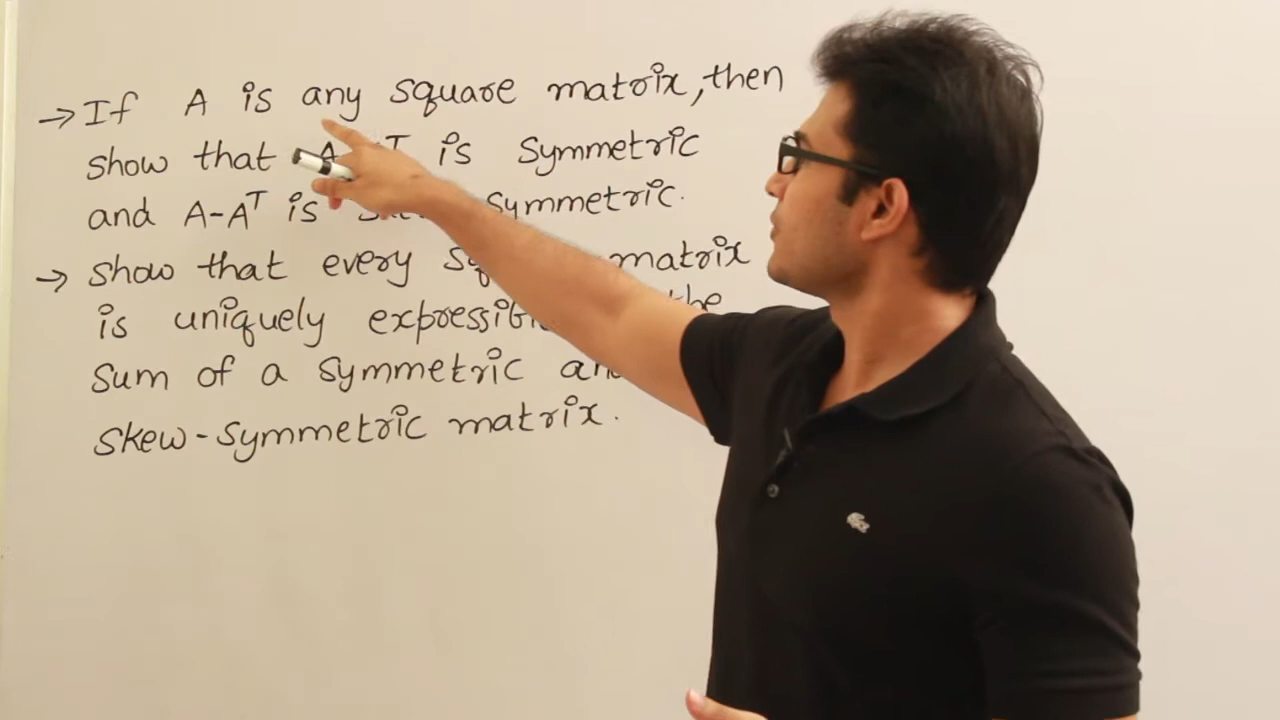 → If A is any square matrix, then
show that A T is Symmetric
and A-Aᵀ is Symmetric.
→ Show that every matrix
is uniquely the
Sum of a Symmetric
Skew-Symmetric matrix.